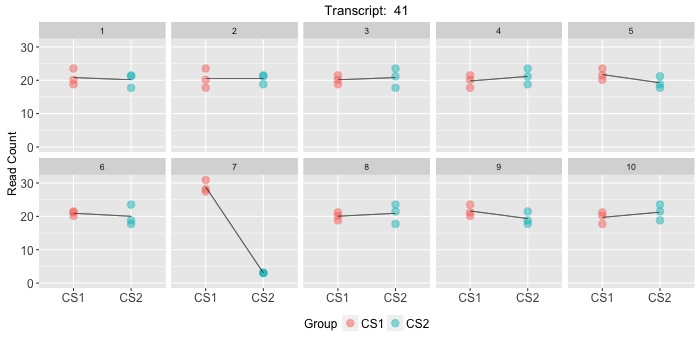 Transcript: 41
1 2 3 4 5
30
20
10
0
Read Count
6 7 8 9 10
30
20
10
0
CS1 CS2 CS1 CS2 CS1 CS2 CS1 CS2 CS1 CS2
Group CS1 CS2